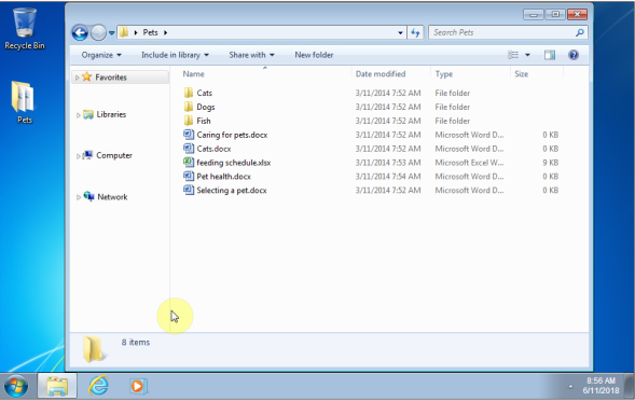 Recycle Bin
Pets
Pets
Search Pets
Organize Include in library Share with New folder
Name Date modified Type Size
Favorites
Libraries
Computer
Network
Cats 3/11/2014 7:52 AM File folder
Dogs 3/11/2014 7:52 AM File folder
Fish 3/11/2014 7:52 AM File folder
Caring for pets.docx 3/11/2014 7:52 AM Microsoft Word D... 0 KB
Cats.docx 3/11/2014 7:52 AM Microsoft Word D... 0 KB
feeding schedule.xlsx 3/11/2014 7:53 AM Microsoft Excel W... 9 KB
Pet health.docx 3/11/2014 7:54 AM Microsoft Word D... 0 KB
Selecting a pet.docx 3/11/2014 7:52 AM Microsoft Word D... 0 KB
8 items
8:56 AM
6/11/2018